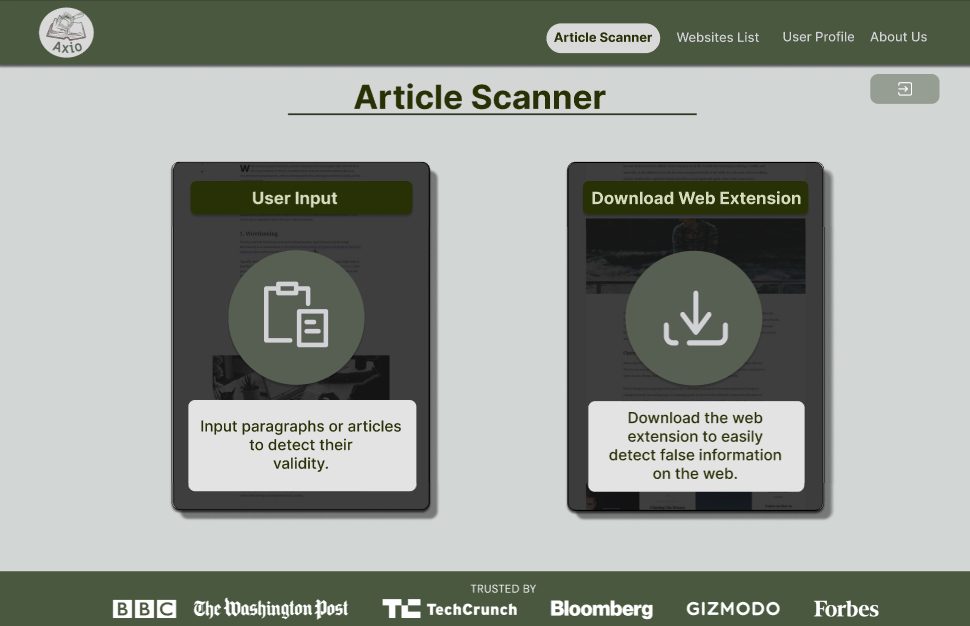 Axio
Article Scanner
Websites List
User Profile
About Us
Article Scanner
User Input
Download Web Extension
Input paragraphs or articles
to detect their
validity.
Download the web
extension to easily
detect false information
on the web.
TRUSTED BY
BBC
The Washington Post
TC TechCrunch
Bloomberg
GIZMODO
Forbes